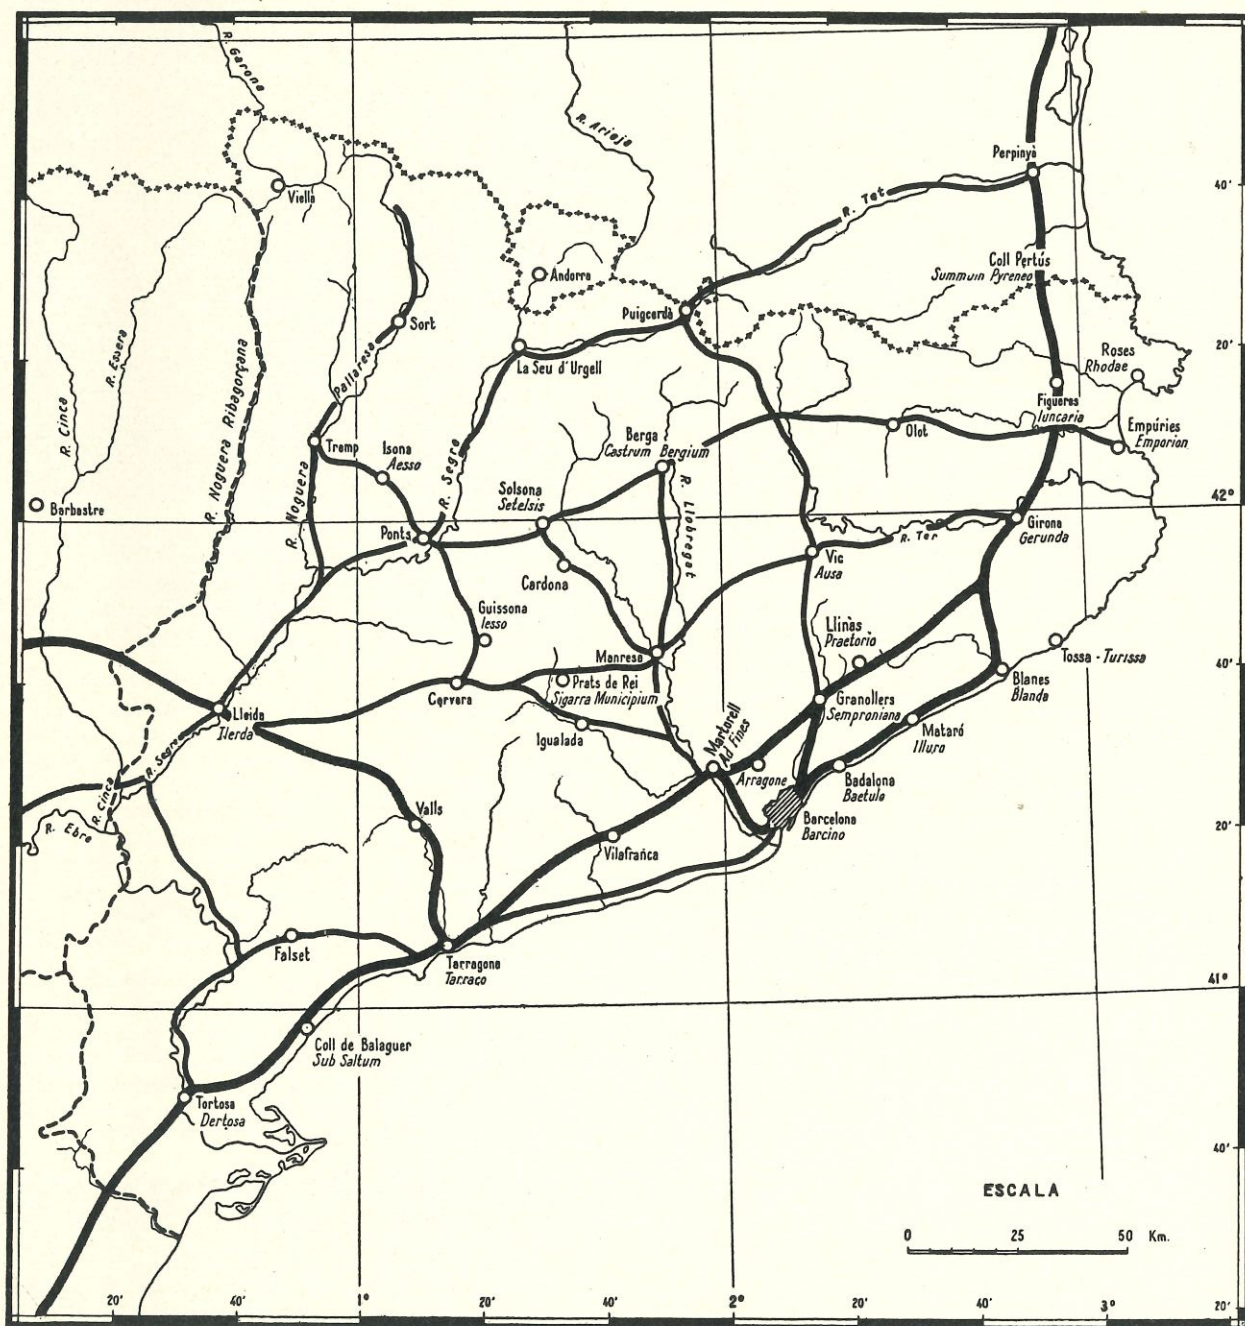 R. Garona
R. Arieja
Perpinyà
Viella
R. Tet
40'
Coll Pertús
Summum Pyreneo
Andorra
Puigcerdà
Sort
20'
La Seu d'Urgell
Roses
Rhodae
R. Essera
R. Cinca
R. Noguera Ribagorçana
R. Noguera
Pallaresa
Figueres
Iuncaria
Empúries
Emporion
Olot
Berga
Castrum Bergium
Tremp
Isona
Aesso
R. Segre
R. Llobregat
Solsona
Setelsis
42°
Barbastre
Ponts
Girona
Gerunda
R. Ter
Vic
Ausa
Cardona
Guissona
Iesso
Llinàs
Praetorio
Manresa
Tossa - Turissa
40'
Prats de Rei
Sigarra Municipium
Cervera
Blanes
Blanda
Granollers
Semproniana
Lleida
Ilerda
Igualada
Martorell
Ad Fines
Mataró
Illuro
R. Segre
R. Cinca
Arragone
Badalona
Baetulo
R. Ebre
Valls
Barcelona
Barcino
20'
Vilafranca
Falset
Tarragona
Tarraco
41°
Coll de Balaguer
Sub Saltum
Tortosa
Dertosa
40'
ESCALA
0 25 50 Km.
20' 40' 1° 20' 40' 2° 20' 40' 3° 20'